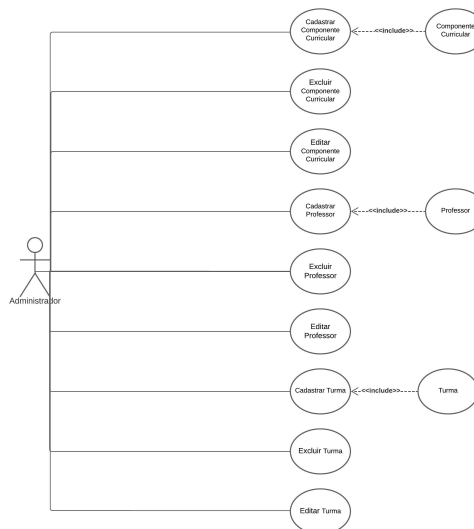 Cadastrar
Componente
Curricular
<<include>>
Componente
Curricular
Excluir
Componente
Curricular
Editar
Componente
Curricular
Cadastrar
Professor
<<include>>
Professor
Excluir
Professor
Administrador
Editar
Professor
Cadastrar Turma
<<include>>
Turma
Excluir Turma
Editar Turma